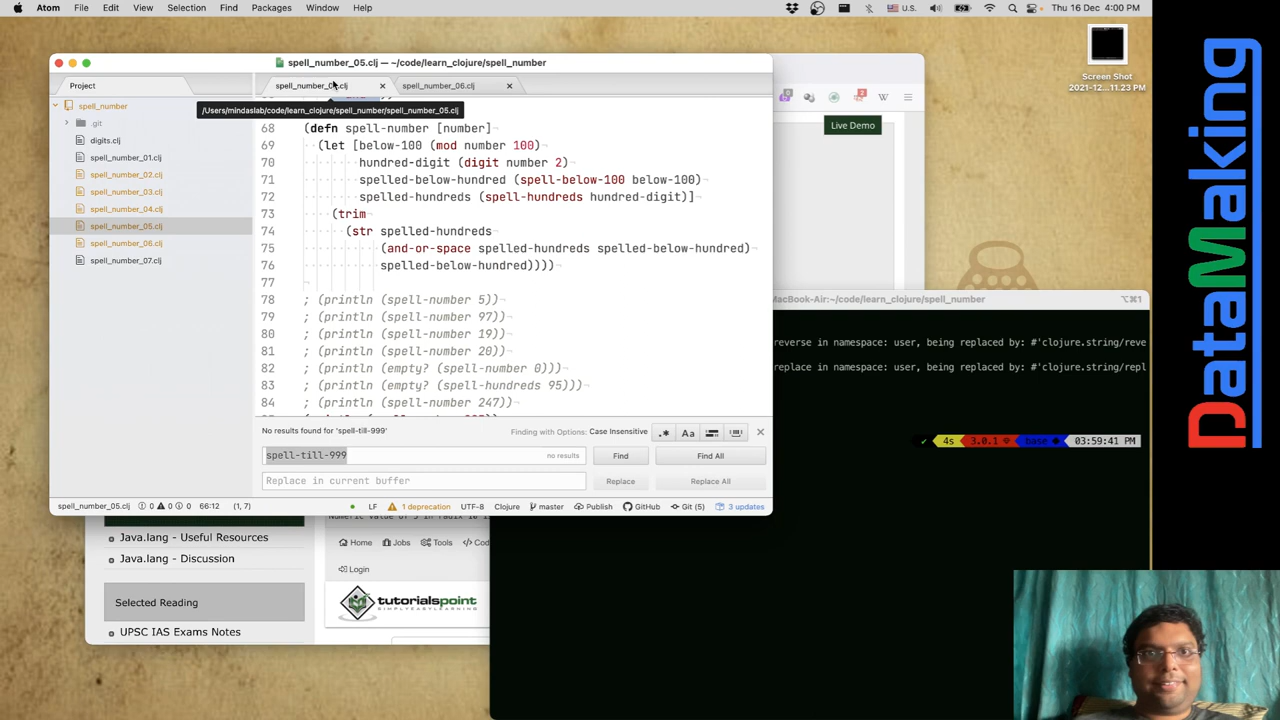 Atom File Edit View Selection Find Packages Window Help
U.S.
Thu 16 Dec 4:00 PM
spell_number_05.clj — ~/code/learn_clojure/spell_number
Project
spell_number_05.clj
spell_number_06.clj
/Users/mindaslab/code/learn_clojure/spell_number/spell_number_05.clj
spell_number
.git
digits.clj
spell_number_01.clj
spell_number_02.clj
spell_number_03.clj
spell_number_04.clj
spell_number_05.clj
spell_number_06.clj
spell_number_07.clj
68 (defn spell-number [number]
69 (let [below-100 (mod number 100)
70 hundred-digit (digit number 2)
71 spelled-below-hundred (spell-below-100 below-100)
72 spelled-hundreds (spell-hundreds hundred-digit)]
73 (trim
74 (str spelled-hundreds
75 (and-or-space spelled-hundreds spelled-below-hundred)
76 spelled-below-hundred))))
77
78 ; (println (spell-number 5))
79 ; (println (spell-number 97))
80 ; (println (spell-number 19))
81 ; (println (spell-number 20))
82 ; (println (empty? (spell-number 0)))
83 ; (println (empty? (spell-hundreds 95)))
84 ; (println (spell-number 247))
No results found for 'spell-till-999'
Finding with Options: Case Insensitive
.* Aa
spell-till-999
no results
Find
Find All
Replace in current buffer
Replace
Replace All
spell_number_05.clj 0 0 0 66:12 (1, 7)
LF 1 deprecation UTF-8 Clojure master Publish GitHub Git (5) 3 updates
Screen Shot
2021-12-...11.23 PM
2
W
Live Demo
MacBook-Air:~/code/learn_clojure/spell_number
⌥⌘1
reverse in namespace: user, being replaced by: #'clojure.string/reve
replace in namespace: user, being replaced by: #'clojure.string/repl
✓ 4s 3.0.1 base 03:59:41 PM
Java.lang - Useful Resources
Java.lang - Discussion
Selected Reading
UPSC IAS Exams Notes
Home Jobs Tools
Login
tutorialspoint
SIMPLYEASYLEARNING
DataMaking